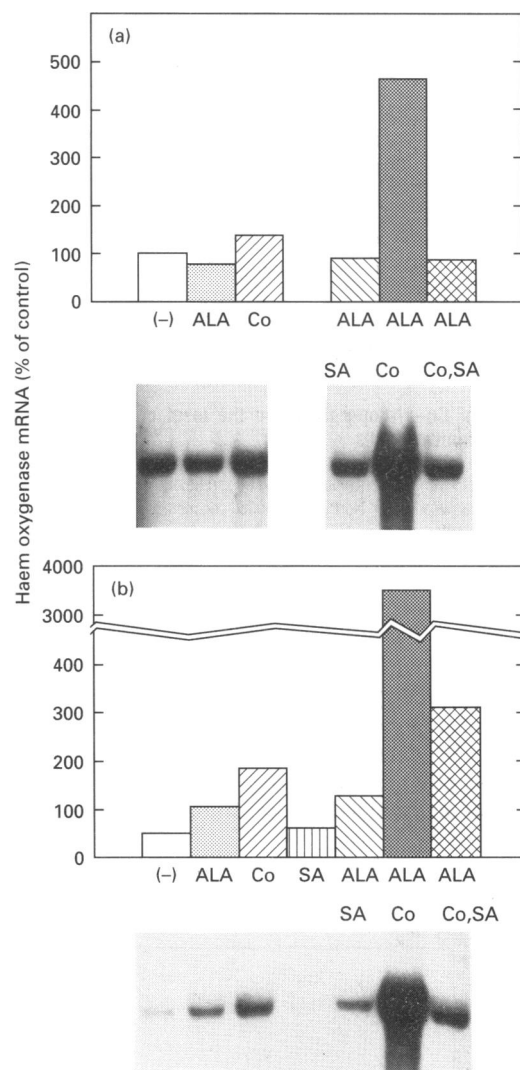 Haem oxygenase mRNA (% of control)
(a)
500
400
300
200
100
0
(–) ALA Co ALA ALA ALA
SA Co Co,SA
(b)
4000
3000
400
300
200
100
0
(–) ALA Co SA ALA ALA ALA
SA Co Co,SA